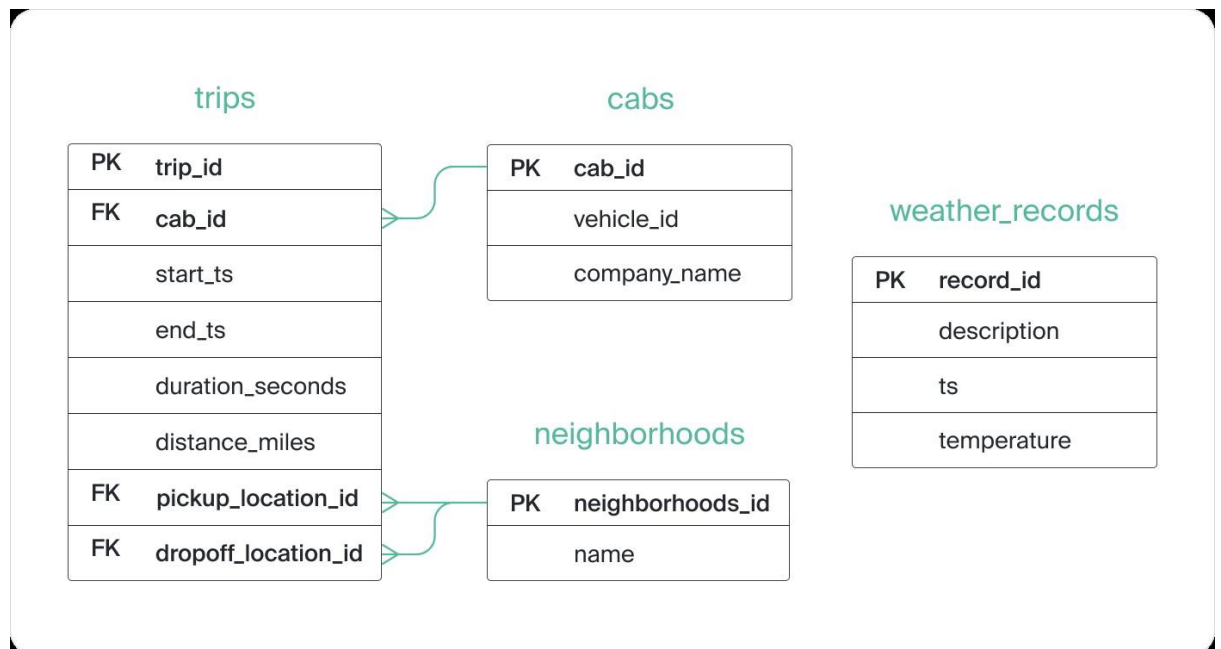 trips
PK trip_id
FK cab_id
start_ts
end_ts
duration_seconds
distance_miles
FK pickup_location_id
FK dropoff_location_id
cabs
PK cab_id
vehicle_id
company_name
neighborhoods
PK neighborhoods_id
name
weather_records
PK record_id
description
ts
temperature